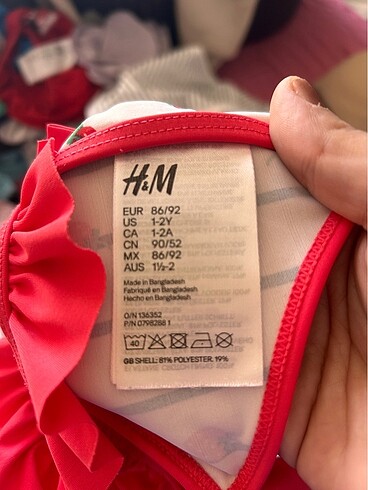 H&M
EUR 86/92
US 1-2Y
CA 1-2A
CN 90/52
MX 86/92
AUS 1½-2
Made in Bangladesh
Fabriqué en Bangladesh
Hecho en Bangladesh
O/N 136352
P/N 0798288 1
40
GB SHELL: 81% POLYESTER. 19%